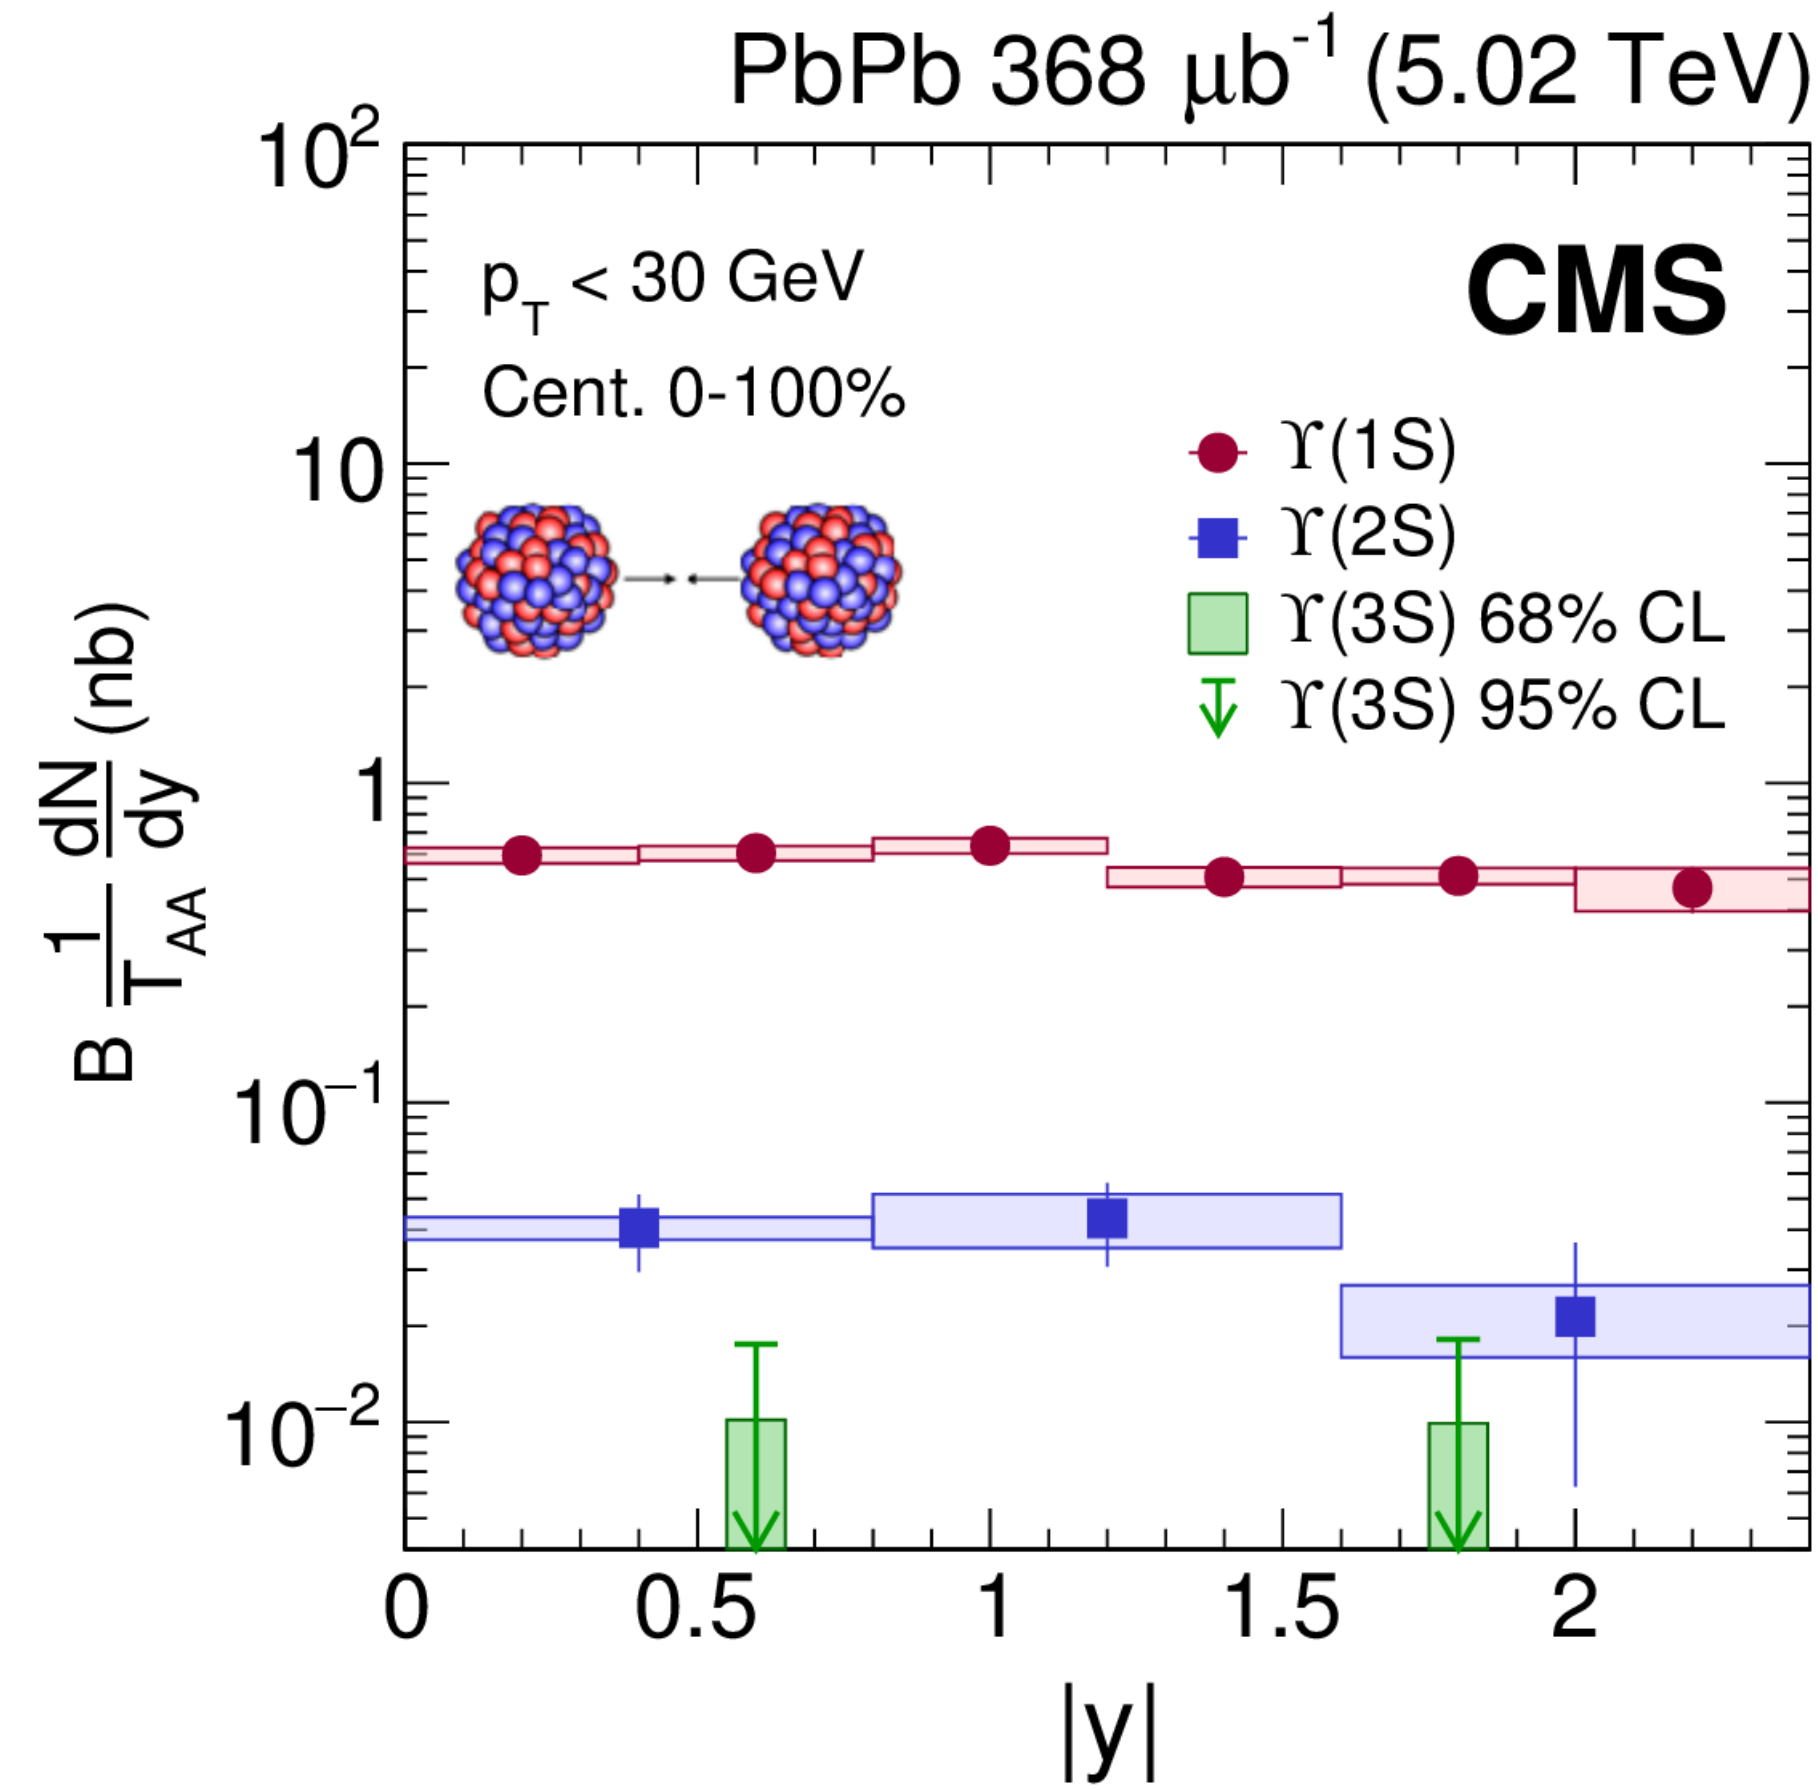 PbPb 368 μb⁻¹ (5.02 TeV)
10²
p_T < 30 GeV
CMS
Cent. 0-100%
ϒ(1S)
10
ϒ(2S)
ϒ(3S) 68% CL
ϒ(3S) 95% CL
1
B 1/T_AA dN/dy (nb)
10⁻¹
10⁻²
0 0.5 1 1.5 2
|y|